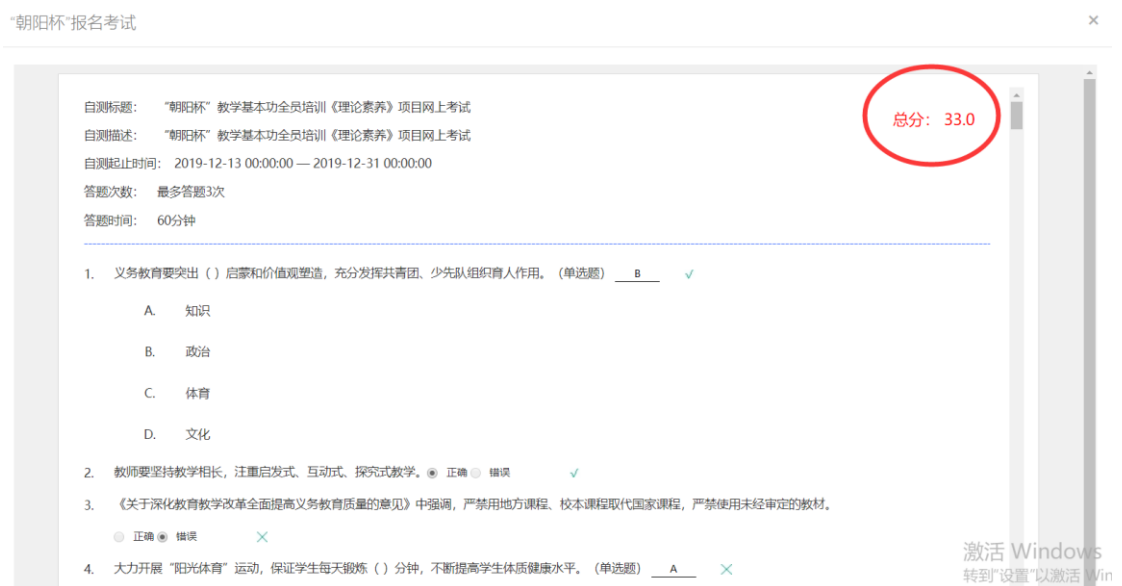 “朝阳杯”报名考试
×
自测标题： “朝阳杯”教学基本功全员培训《理论素养》项目网上考试
总分： 33.0
自测描述： “朝阳杯”教学基本功全员培训《理论素养》项目网上考试
自测起止时间： 2019-12-13 00:00:00 — 2019-12-31 00:00:00
答题次数： 最多答题3次
答题时间： 60分钟
1. 义务教育要突出（ ）启蒙和价值观塑造，充分发挥共青团、少先队组织育人作用。（单选题） B √
A. 知识
B. 政治
C. 体育
D. 文化
2. 教师要坚持教学相长，注重启发式、互动式、探究式教学。 正确 错误 √
3. 《关于深化教育教学改革全面提高义务教育质量的意见》中强调，严禁用地方课程、校本课程取代国家课程，严禁使用未经审定的教材。
正确 错误 ×
4. 大力开展“阳光体育”运动，保证学生每天锻炼（ ）分钟，不断提高学生体质健康水平。（单选题） A ×
激活 Windows
转到"设置"以激活 Win